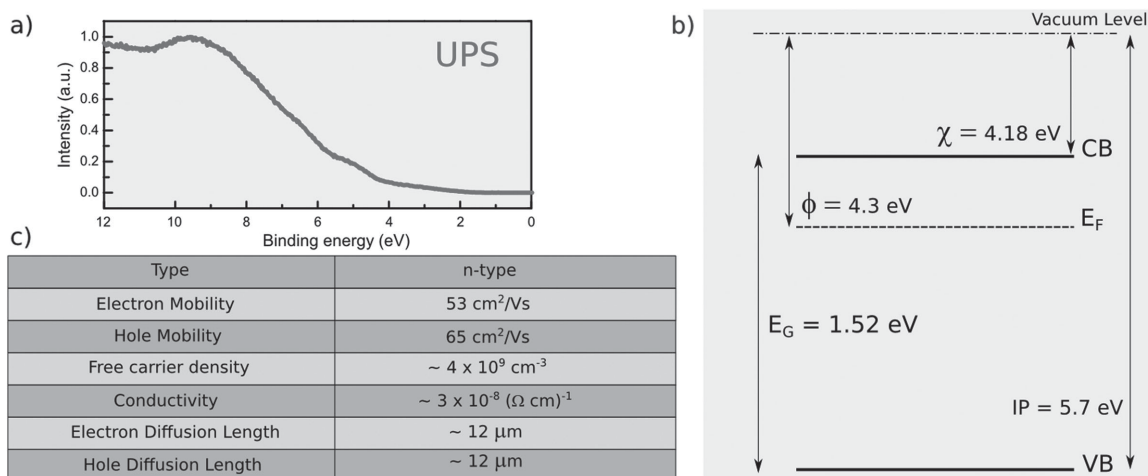 a)
UPS
Intensity (a.u.)
1.0
0.8
0.6
0.4
0.2
0.0
12 10 8 6 4 2 0
Binding energy (eV)
b)
Vacuum Level
χ = 4.18 eV
CB
ϕ = 4.3 eV
E_F
E_G = 1.52 eV
IP = 5.7 eV
VB
c)
Type n-type
Electron Mobility 53 cm²/Vs
Hole Mobility 65 cm²/Vs
Free carrier density ~ 4 x 10⁹ cm⁻³
Conductivity ~ 3 x 10⁻⁸ (Ω cm)⁻¹
Electron Diffusion Length ~ 12 µm
Hole Diffusion Length ~ 12 µm